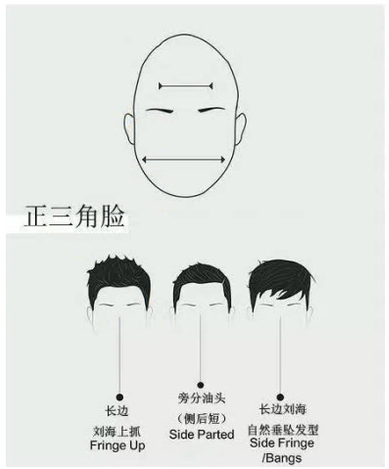 正三角脸
长边
刘海上抓
Fringe Up
旁分油头
(侧后短)
Side Parted
长边刘海
自然垂坠发型
Side Fringe
/Bangs